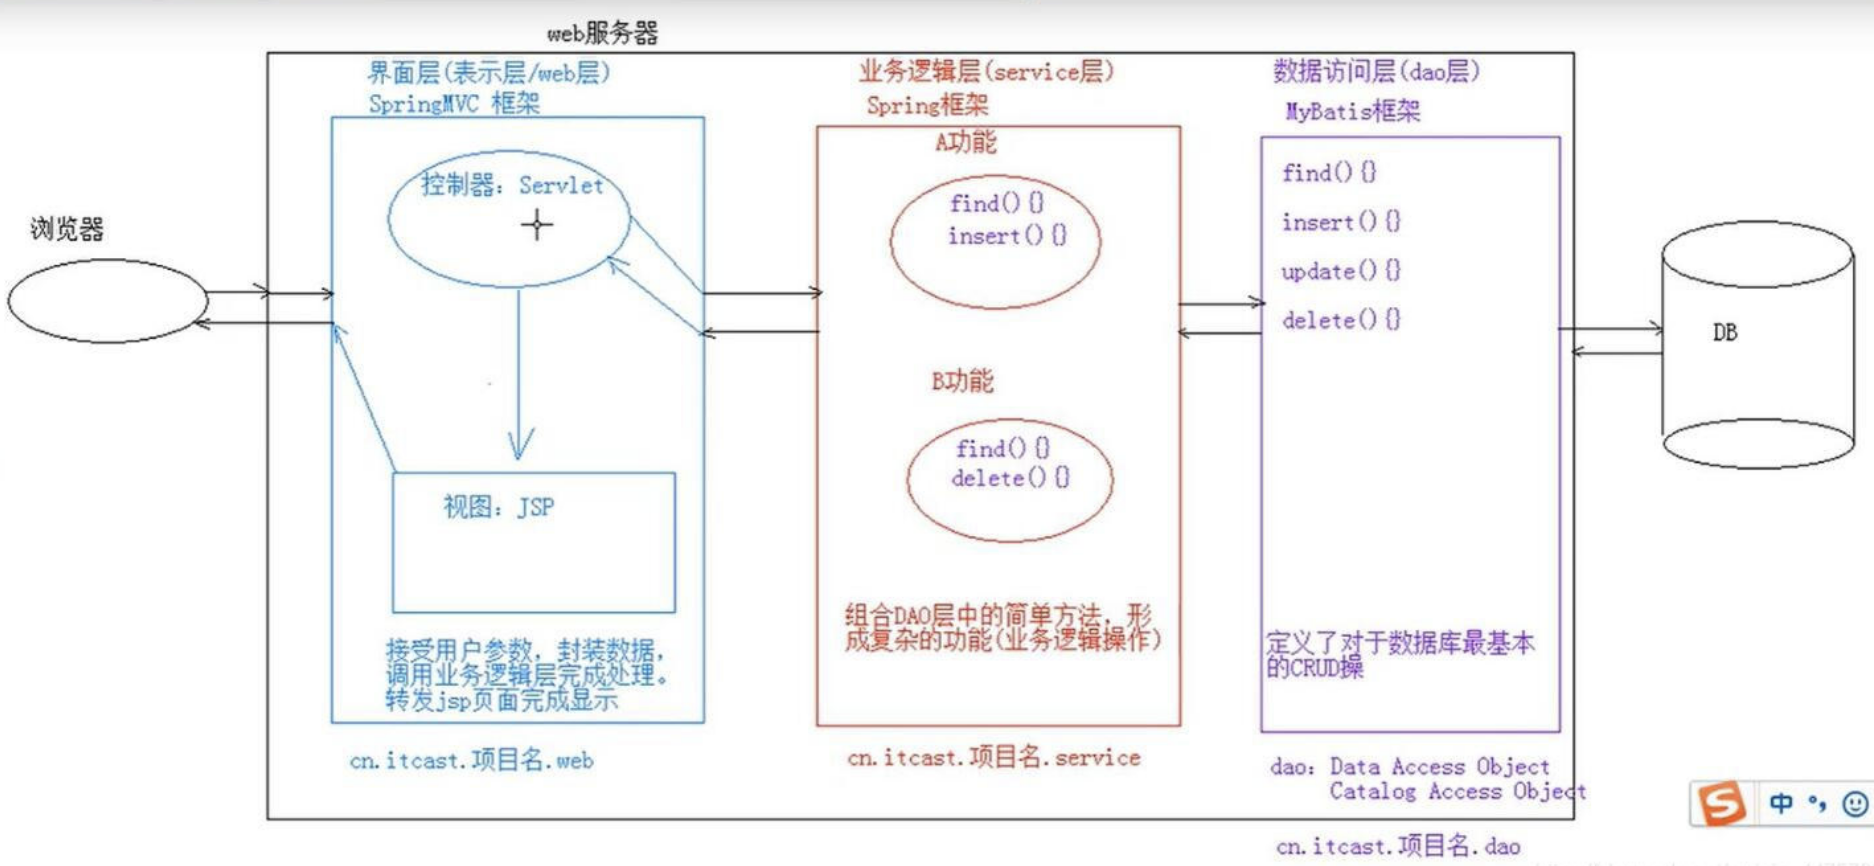 web服务器
界面层(表示层/web层)
SpringMVC 框架
控制器：Servlet
视图：JSP
接受用户参数，封装数据，
调用业务逻辑层完成处理。
转发jsp页面完成显示
cn.itcast.项目名.web
浏览器
业务逻辑层(service层)
Spring框架
A功能
find(){}
insert(){}
B功能
find(){}
delete(){}
组合DAO层中的简单方法，形
成复杂的功能(业务逻辑操作)
cn.itcast.项目名.service
数据访问层(dao层)
MyBatis框架
find(){}
insert(){}
update(){}
delete(){}
定义了对于数据库最基本
的CRUD操
dao：Data Access Object
Catalog Access Object
cn.itcast.项目名.dao
DB
中